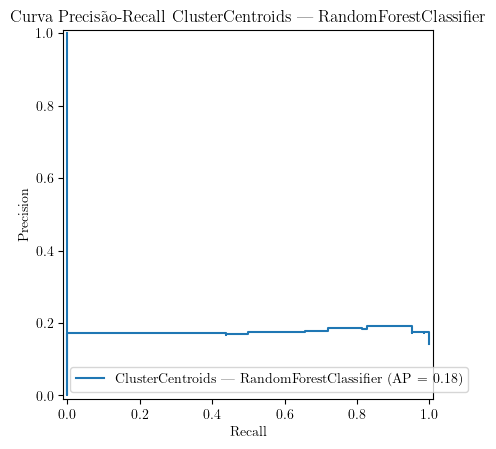 Curva Precisão-Recall ClusterCentroids — RandomForestClassifier
1.0
0.8
0.6
0.4
0.2
0.0
Precision
ClusterCentroids — RandomForestClassifier (AP = 0.18)
0.0 0.2 0.4 0.6 0.8 1.0
Recall